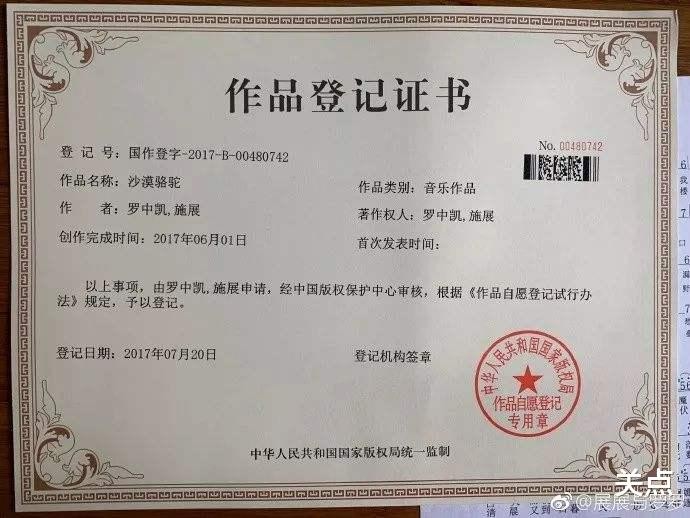 作品登记证书
No. 00480742
登 记 号：国作登字-2017-B-00480742
作品名称：沙漠骆驼
作品类别：音乐作品
作 者：罗中凯,施展
著作权人：罗中凯,施展
创作完成时间：2017年06月01日
首次发表时间：
以上事项，由罗中凯,施展申请，经中国版权保护中心审核，根据《作品自愿登记试行办
法》规定，予以登记。
登记日期：2017年07月20日
登记机构签章
中华人民共和国国家版权局
作品自愿登记
专用章
中华人民共和国国家版权局统一监制
关点
清 晨 又到